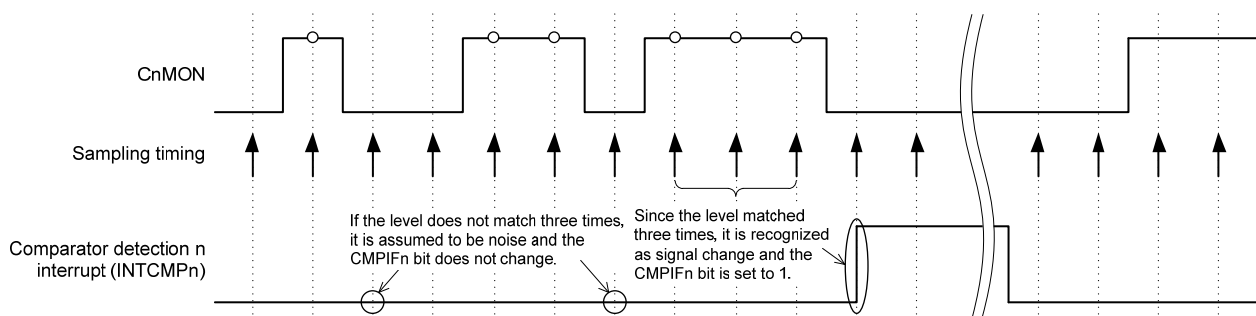 CnMON
Sampling timing
If the level does not match three times,
it is assumed to be noise and the
CMPIFn bit does not change.
Since the level matched
three times, it is recognized
as signal change and the
CMPIFn bit is set to 1.
Comparator detection n
interrupt (INTCMPn)